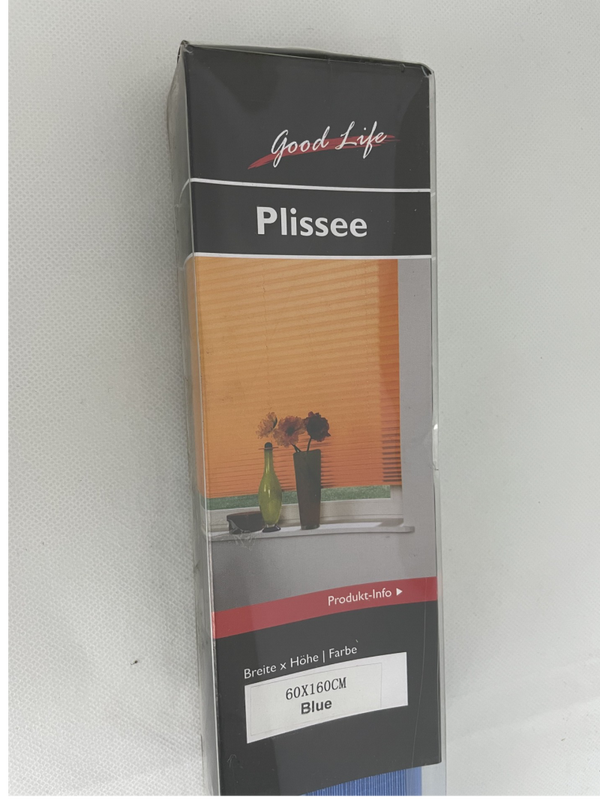 Good Life
Plissee
Produkt-Info ▶
Breite x Höhe | Farbe
60X160CM
Blue